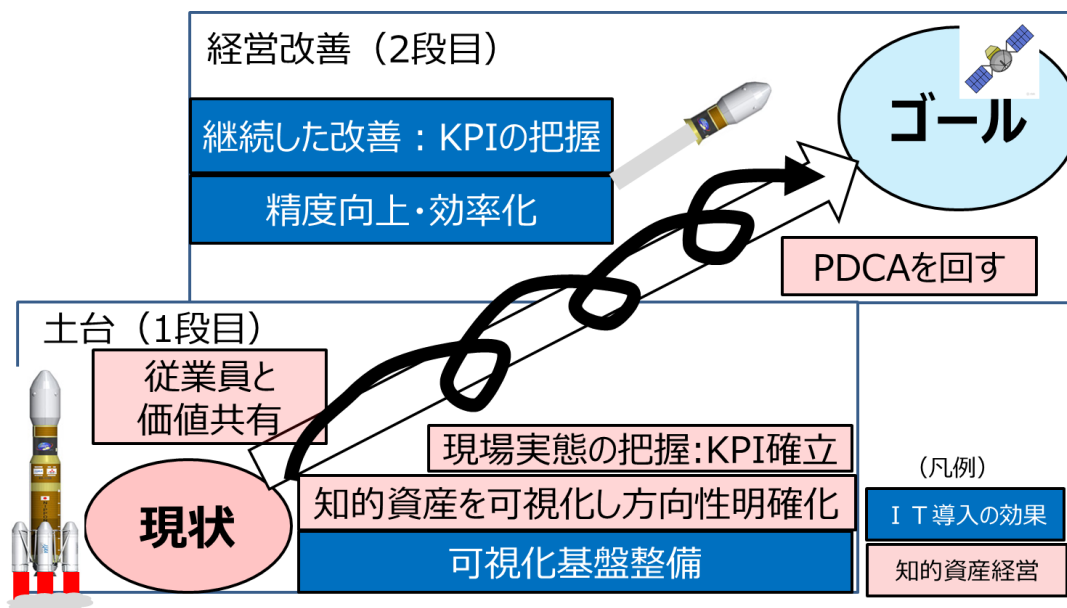 経営改善（2段目）
継続した改善：KPIの把握
精度向上・効率化
ゴール
PDCAを回す
土台（1段目）
従業員と
価値共有
現場実態の把握:KPI確立
知的資産を可視化し方向性明確化
可視化基盤整備
現状
（凡例）
ＩＴ導入の効果
知的資産経営